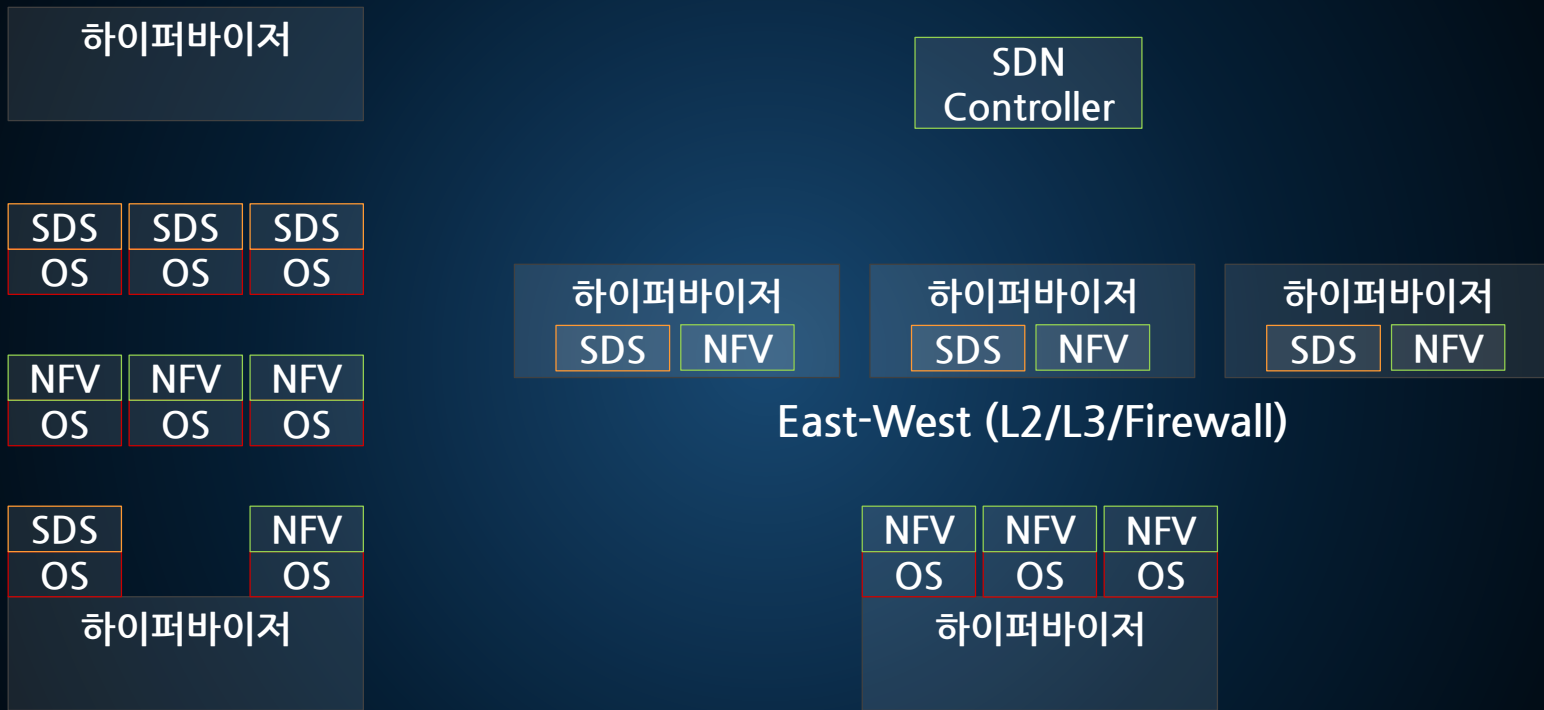 하이퍼바이저
SDS SDS SDS
OS OS OS
NFV NFV NFV
OS OS OS
SDS NFV
OS OS
하이퍼바이저
SDN
Controller
하이퍼바이저 하이퍼바이저 하이퍼바이저
SDS NFV SDS NFV SDS NFV
East-West (L2/L3/Firewall)
NFV NFV NFV
OS OS OS
하이퍼바이저